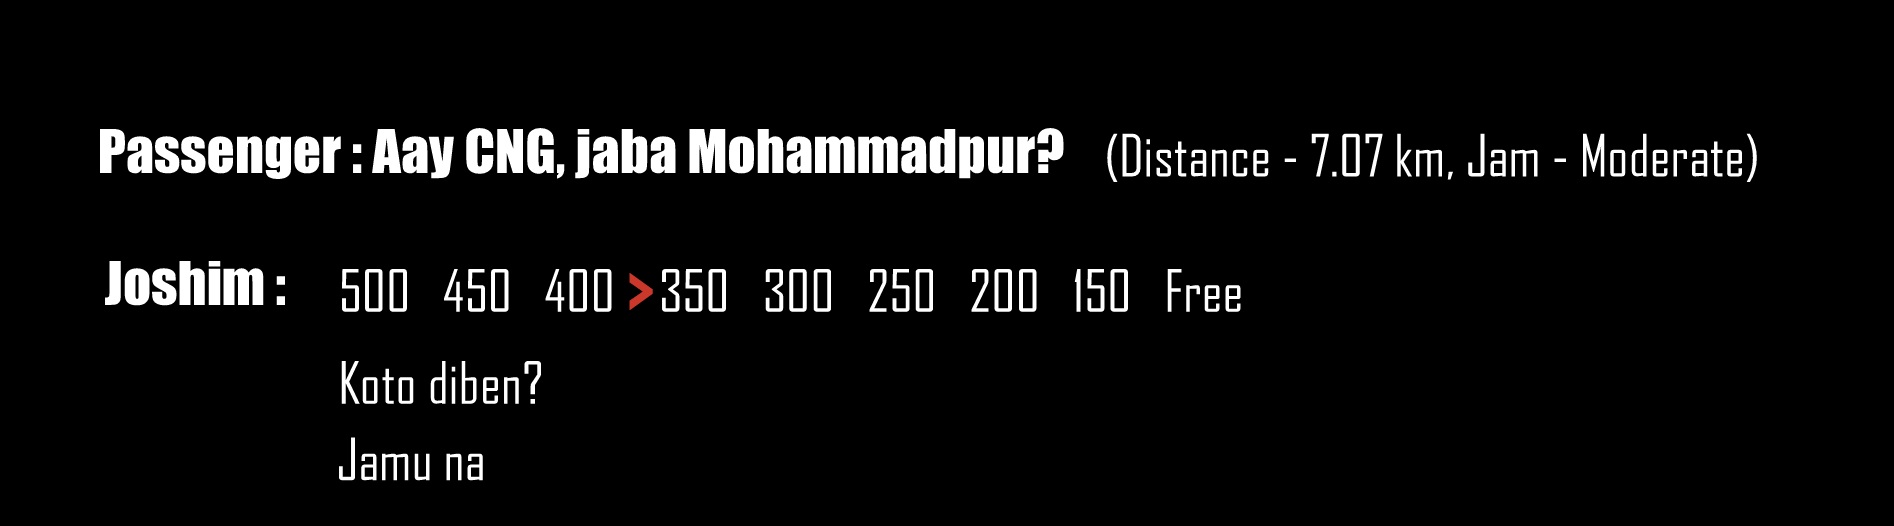 Passenger : Aay CNG, jaba Mohammadpur? (Distance - 7.07 km, Jam - Moderate)
Joshim : 500 450 400 > 350 300 250 200 150 Free
Koto diben?
Jamu na